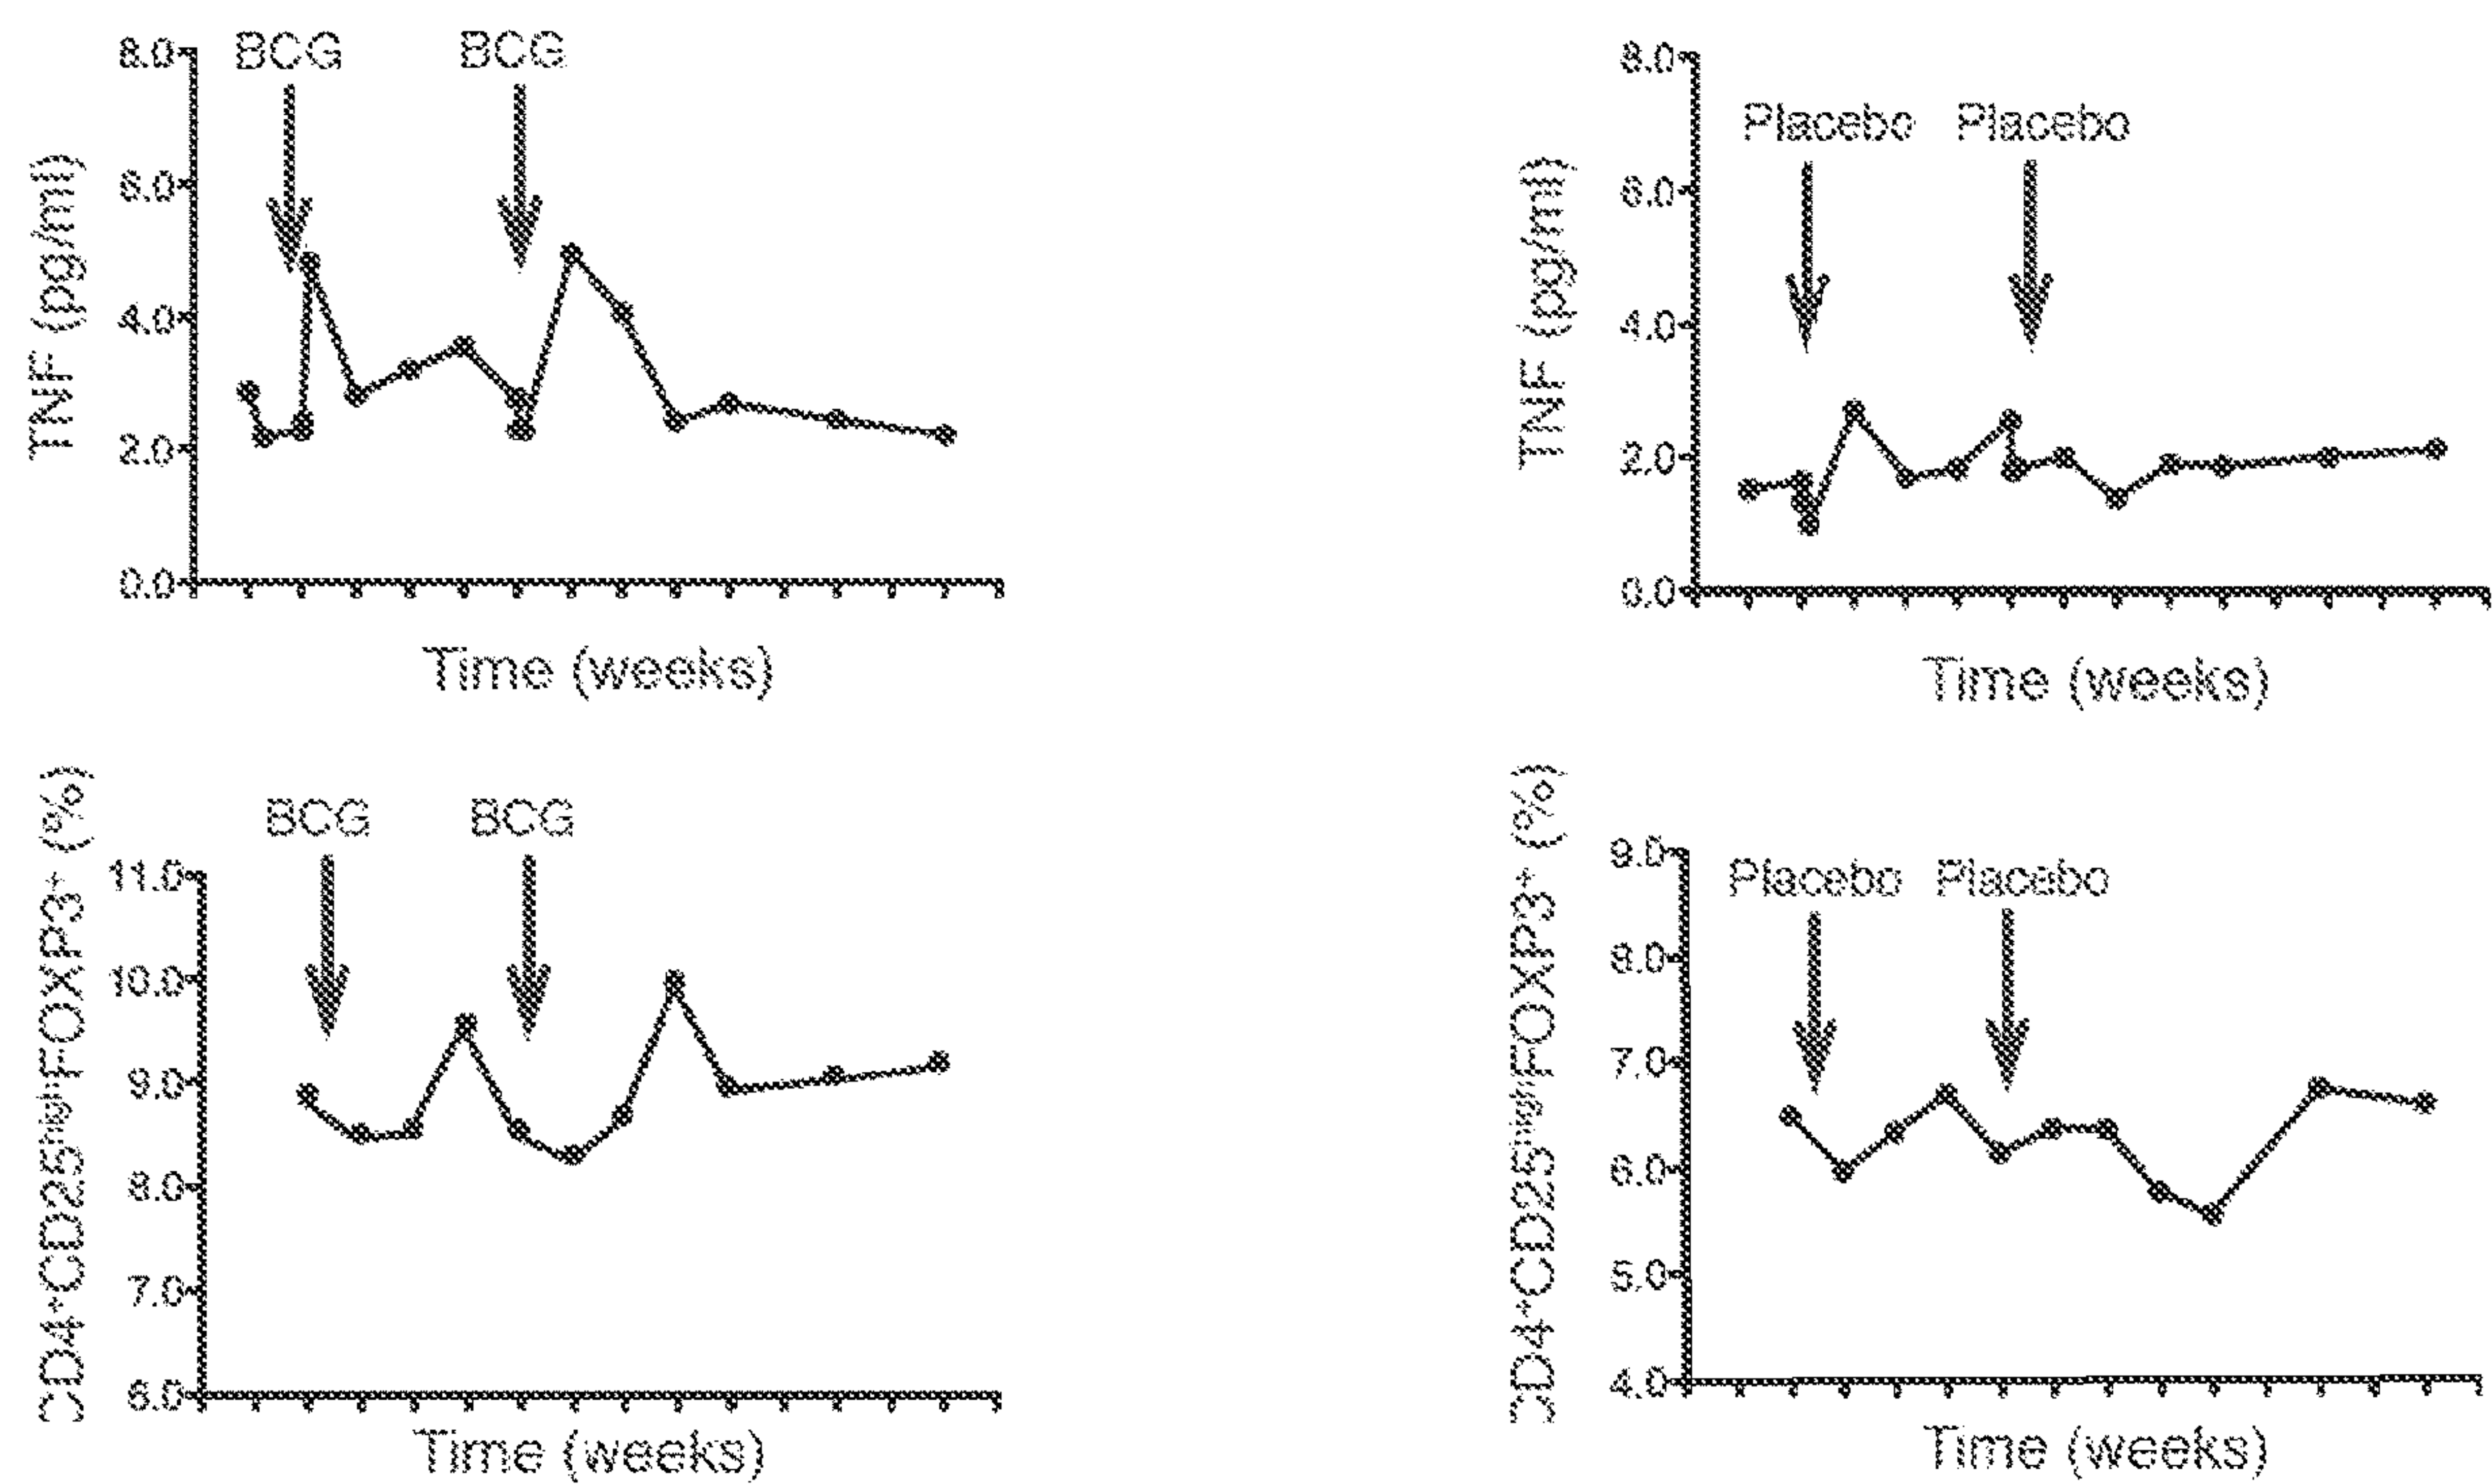 BCG BCG
8.0
6.0
4.0
2.0
0.0
TNF (pg/ml)
Time (weeks)
Placebo Placebo
8.0
6.0
4.0
2.0
0.0
TNF (pg/ml)
Time (weeks)
BCG BCG
11.0
10.0
9.0
8.0
7.0
6.0
CD4⁺CD25ʰⁱᵍʰFOXP3⁺ (%)
Time (weeks)
Placebo Placebo
9.0
8.0
7.0
6.0
5.0
4.0
CD4⁺CD25ʰⁱᵍʰFOXP3⁺ (%)
Time (weeks)